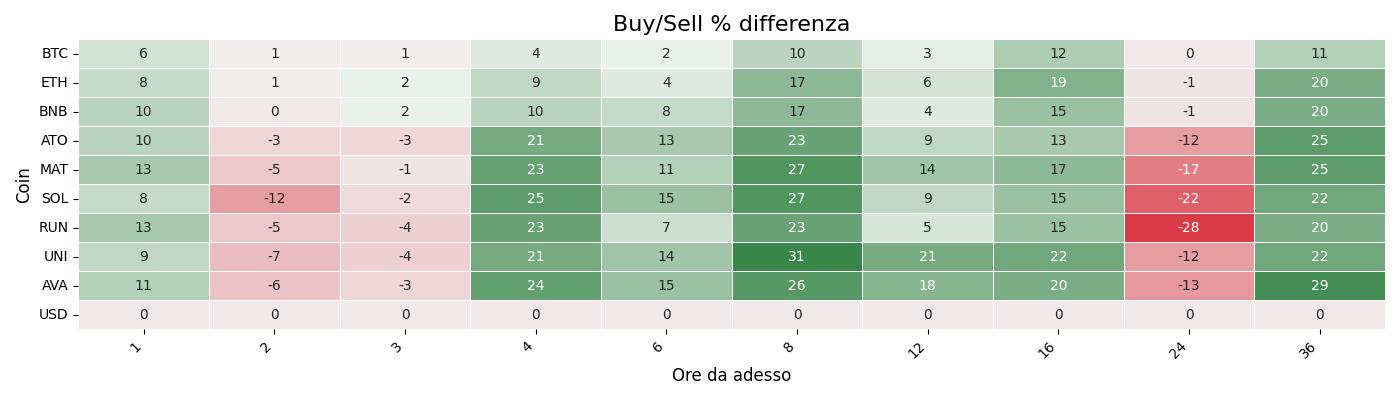 Buy/Sell % differenza
Coin
BTC 6 1 1 4 2 10 3 12 0 11
ETH 8 1 2 9 4 17 6 19 -1 20
BNB 10 0 2 10 8 17 4 15 -1 20
ATO 10 -3 -3 21 13 23 9 13 -12 25
MAT 13 -5 -1 23 11 27 14 17 -17 25
SOL 8 -12 -2 25 15 27 9 15 -22 22
RUN 13 -5 -4 23 7 23 5 15 -28 20
UNI 9 -7 -4 21 14 31 21 22 -12 22
AVA 11 -6 -3 24 15 26 18 20 -13 29
USD 0 0 0 0 0 0 0 0 0 0
1 2 3 4 6 8 12 16 24 36
Ore da adesso